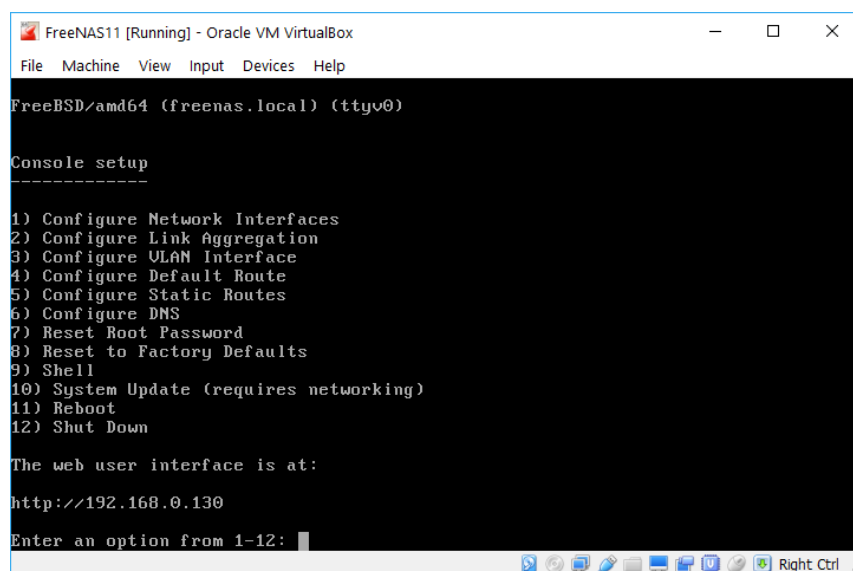 FreeNAS11 [Running] - Oracle VM VirtualBox
File Machine View Input Devices Help
FreeBSD/amd64 (freenas.local) (ttyv0)
Console setup
-------------
1) Configure Network Interfaces
2) Configure Link Aggregation
3) Configure VLAN Interface
4) Configure Default Route
5) Configure Static Routes
6) Configure DNS
7) Reset Root Password
8) Reset to Factory Defaults
9) Shell
10) System Update (requires networking)
11) Reboot
12) Shut Down
The web user interface is at:
http://192.168.0.130
Enter an option from 1-12:
Right Ctrl